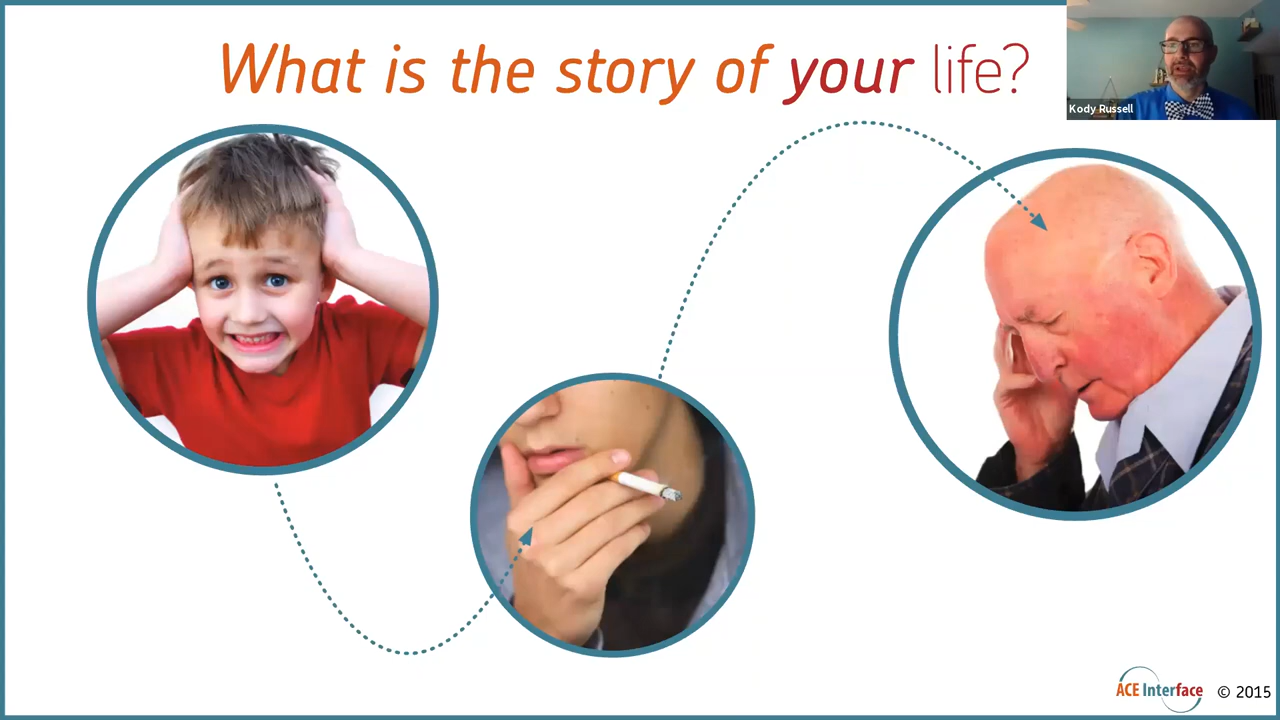 What is the story of your life?
Kody Russell
ACE Interface © 2015